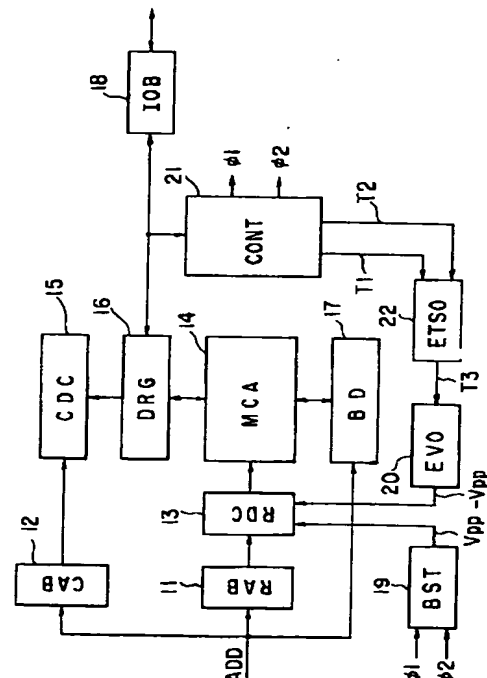 15
CDC
16
DRG
14
MCA
17
BD
18
IOB
21
CONT
φ1
φ2
T1
T2
22
ETSO
T3
20
EVO
Vpp
-Vpp
19
BST
φ1
φ2
12
CAB
13
RDC
11
RAB
ADD